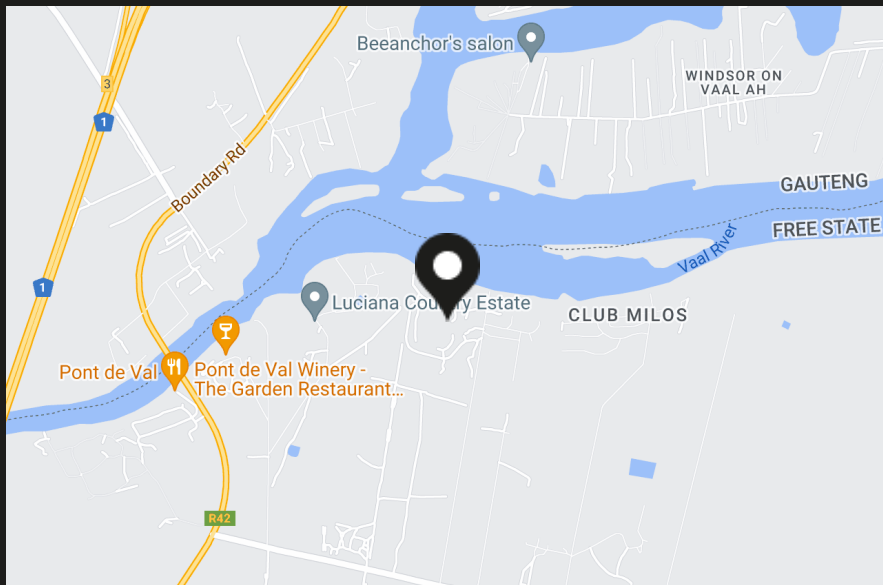 Beeanchor's salon
WINDSOR ON
VAAL AH
3
1
Boundary Rd
GAUTENG
FREE STATE
Vaal River
1
Luciana Country Estate
CLUB MILOS
Pont de Val
Pont de Val Winery -
The Garden Restaurant...
R42